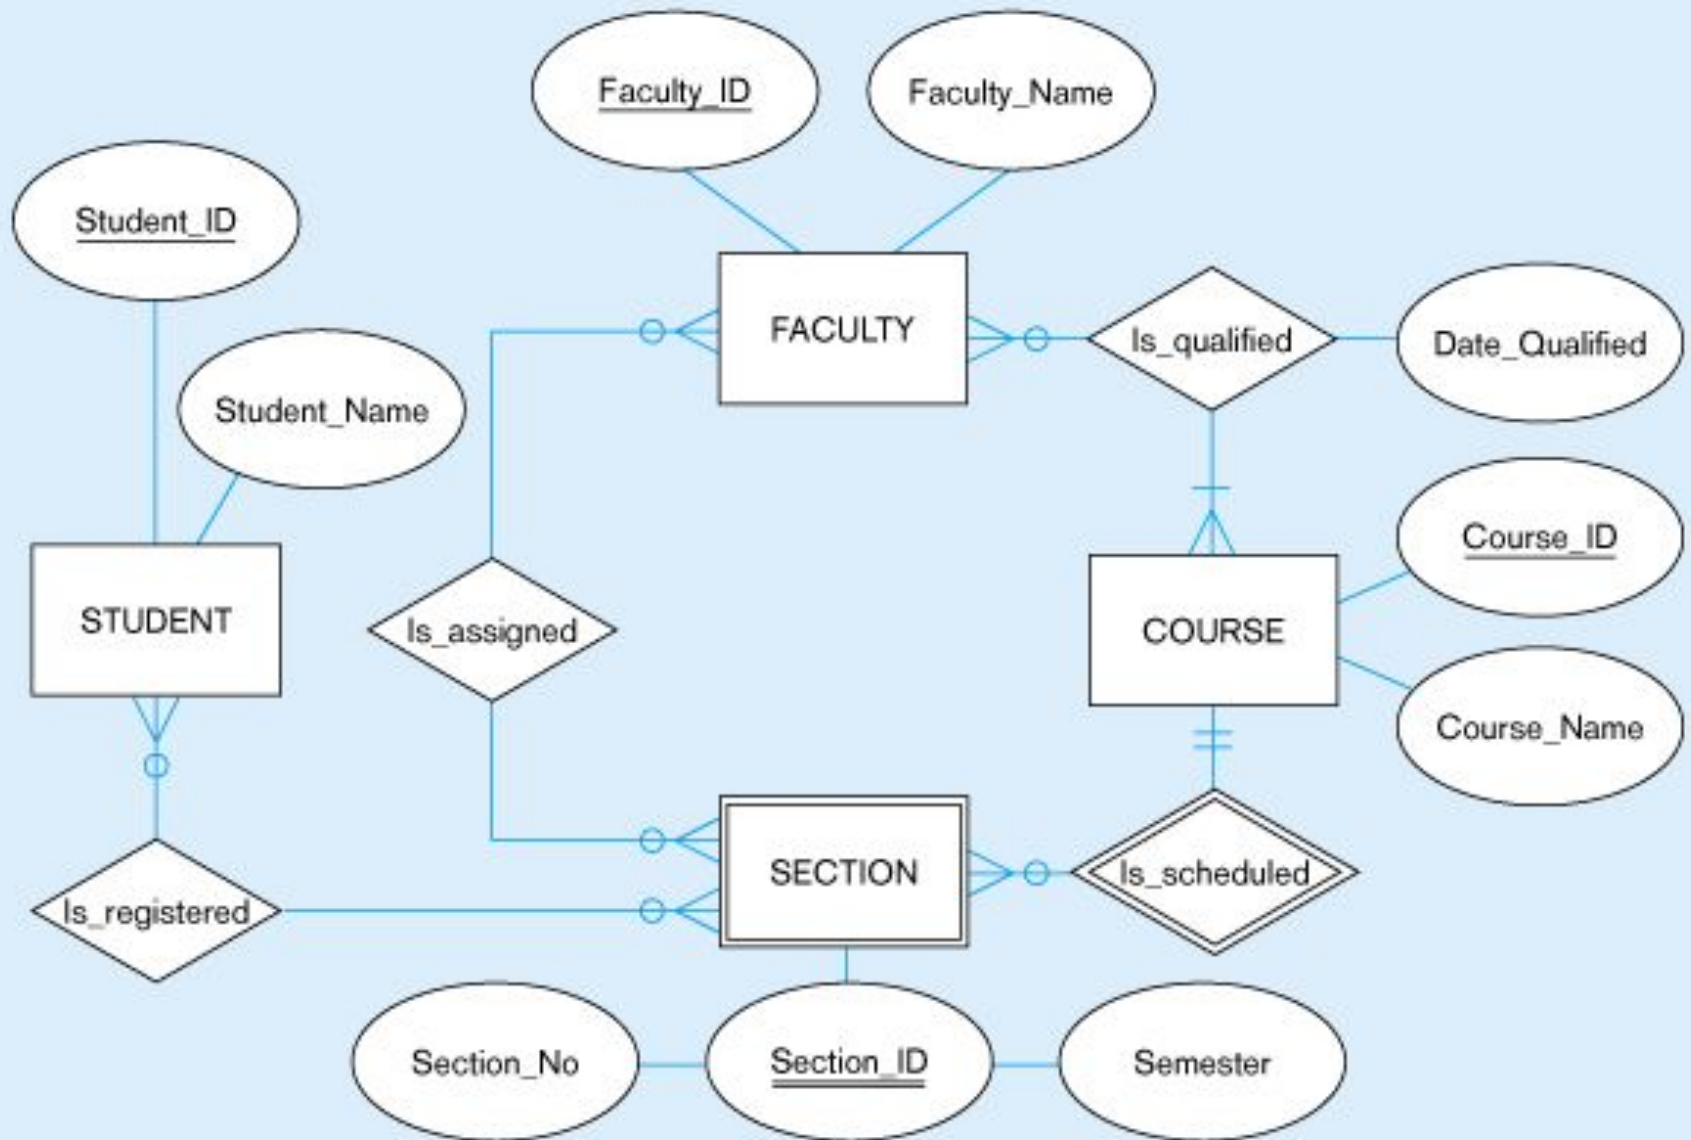 Faculty_ID
Faculty_Name
Student_ID
Student_Name
FACULTY
Is_qualified
Date_Qualified
Course_ID
STUDENT
Is_assigned
COURSE
Course_Name
SECTION
Is_scheduled
Is_registered
Section_No
Section_ID
Semester